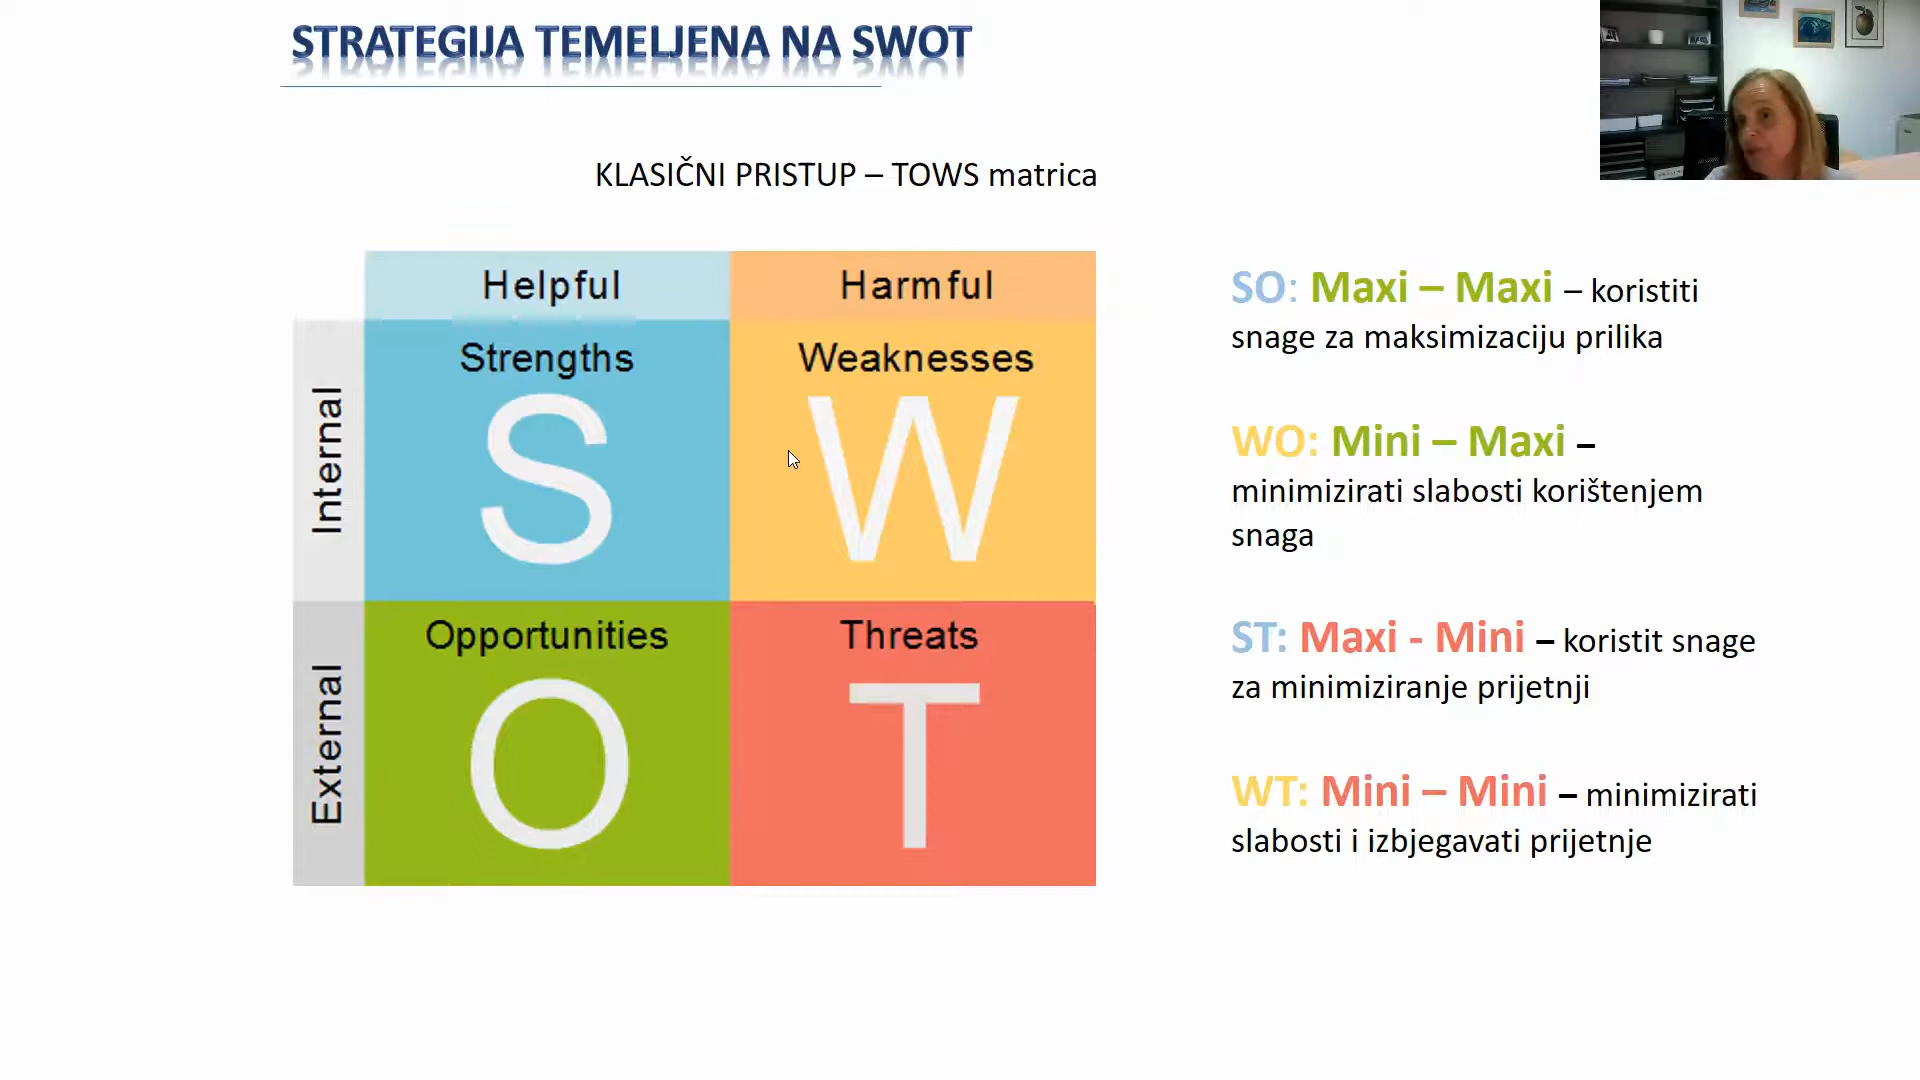 STRATEGIJA TEMELJENA NA SWOT
KLASIČNI PRISTUP – TOWS matrica
Helpful
Harmful
Internal
Strengths
S
Weaknesses
W
External
Opportunities
O
Threats
T
SO: Maxi – Maxi – koristiti
snage za maksimizaciju prilika
WO: Mini – Maxi –
minimizirati slabosti korištenjem
snaga
ST: Maxi - Mini – koristit snage
za minimiziranje prijetnji
WT: Mini – Mini – minimizirati
slabosti i izbjegavati prijetnje